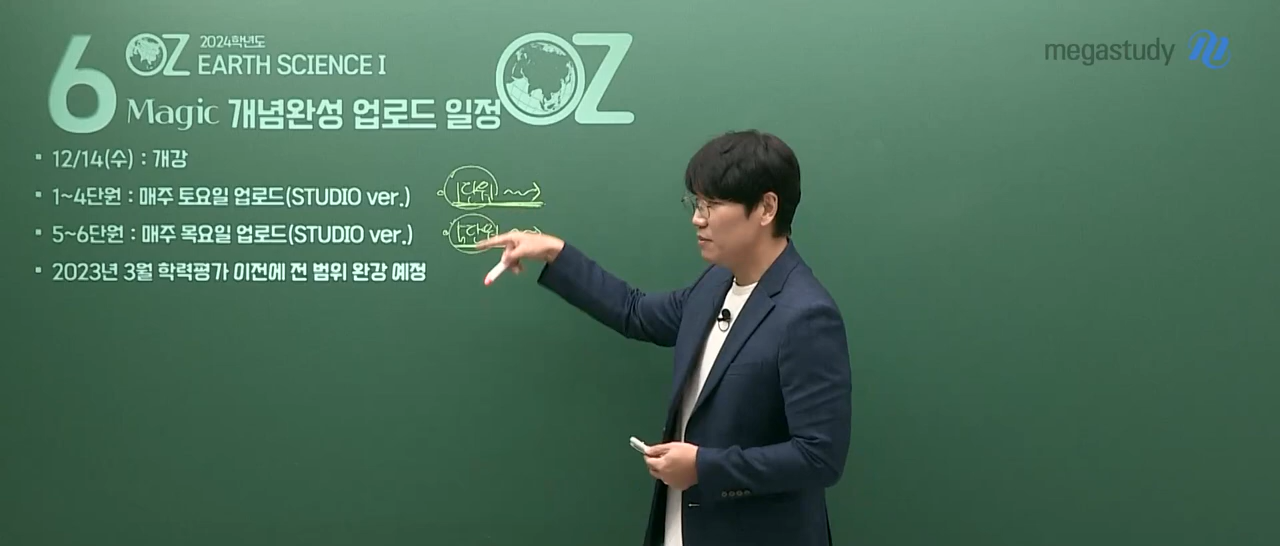 megastudy
6
OZ 2024학년도
EARTH SCIENCE I
Magic 개념완성 업로드 일정
OZ
▪ 12/14(수) : 개강
▪ 1~4단원 : 매주 토요일 업로드(STUDIO ver.)
1단원
▪ 5~6단원 : 매주 목요일 업로드(STUDIO ver.)
5단원
▪ 2023년 3월 학력평가 이전에 전 범위 완강 예정